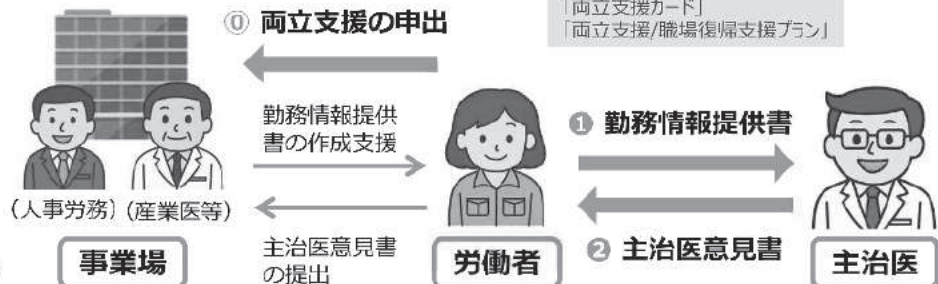 「両立支援カード」
「両立支援/職場復帰支援プラン」
⓪ 両立支援の申出
勤務情報提供
書の作成支援
❶ 勤務情報提供書
(人事労務) (産業医等)
主治医意見書
の提出
❷ 主治医意見書
事業場
労働者
主治医